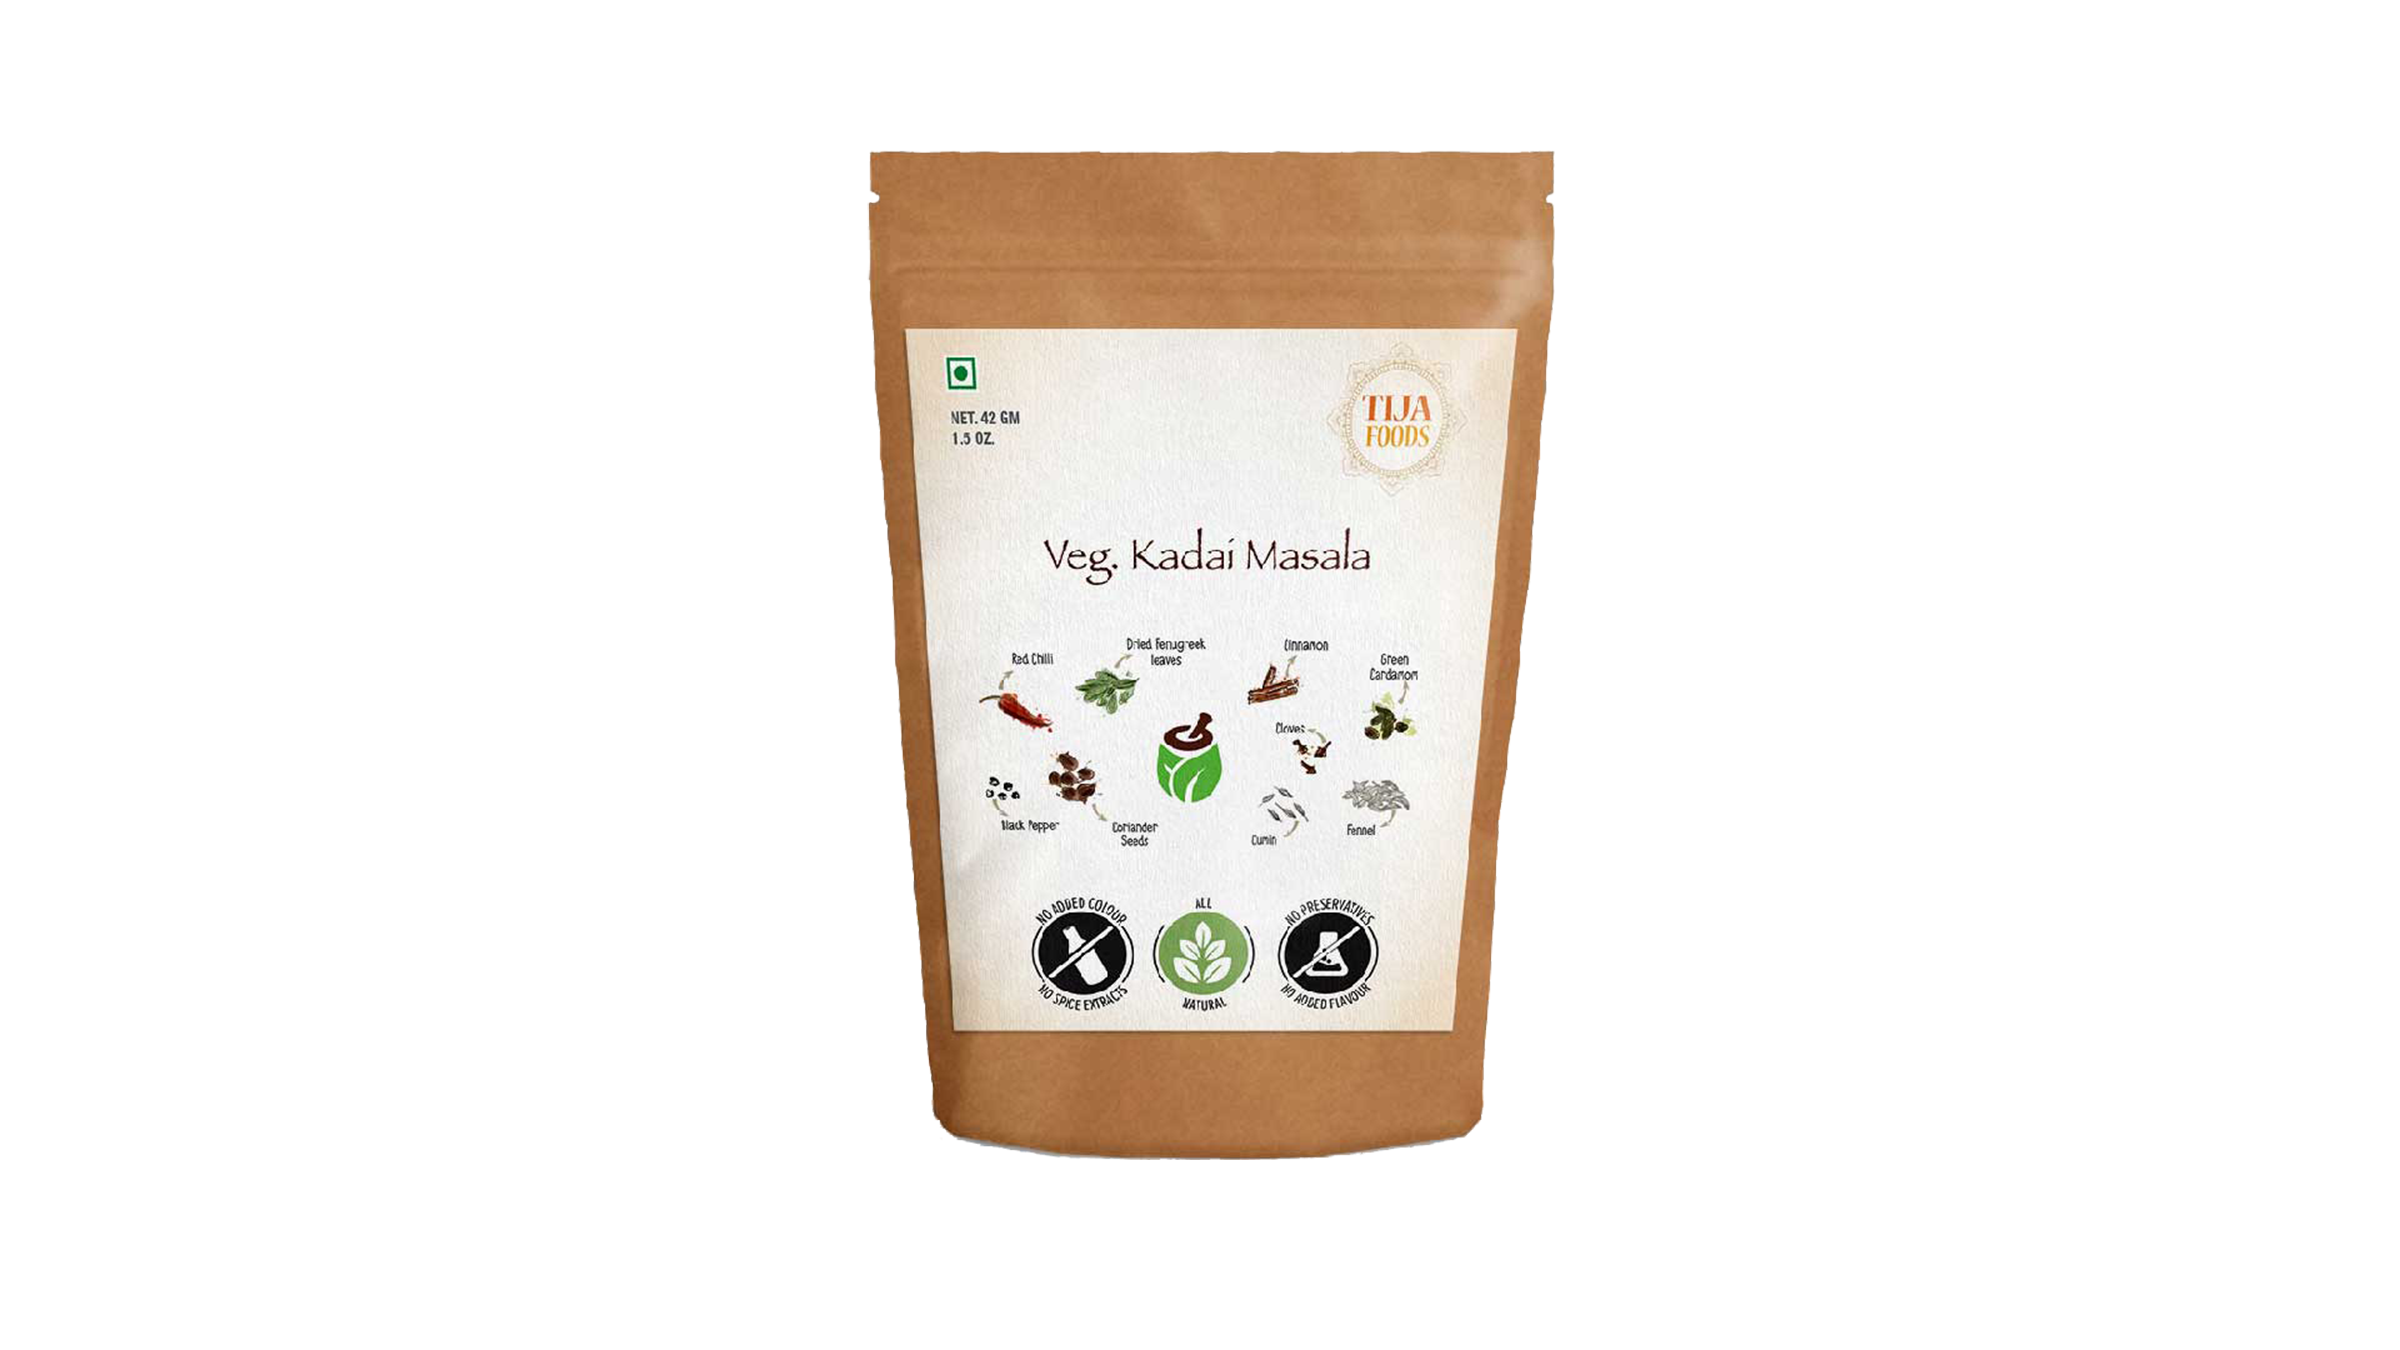 TIJA
FOODS
NET. 42 GM
1.5 OZ.
Veg. Kadai Masala
Red Chilli
Dried Fenugreek
leaves
Cinnamon
Green
Cardamom
Cloves
Black Pepper
Coriander
Seeds
Cumin
Fennel
NO ADDED COLOUR
NO SPICE EXTRACTS
ALL
NATURAL
NO PRESERVATIVES
NO ADDED FLAVOUR